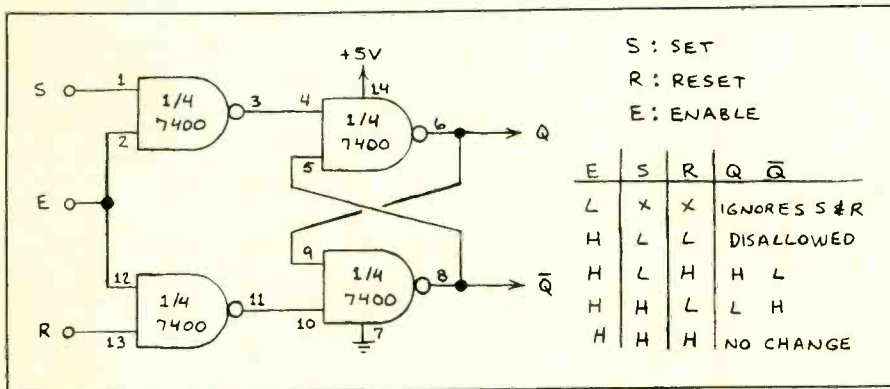 +5V
S : SET
R : RESET
E : ENABLE
S
1
2
1/4
7400
3
4
5
14
1/4
7400
6
Q
E
9
10
1/4
7400
8
7
Q̅
12
13
R
1/4
7400
11
E S R Q Q̅
L X X IGNORES S & R
H L L DISALLOWED
H L H H L
H H L L H
H H H NO CHANGE